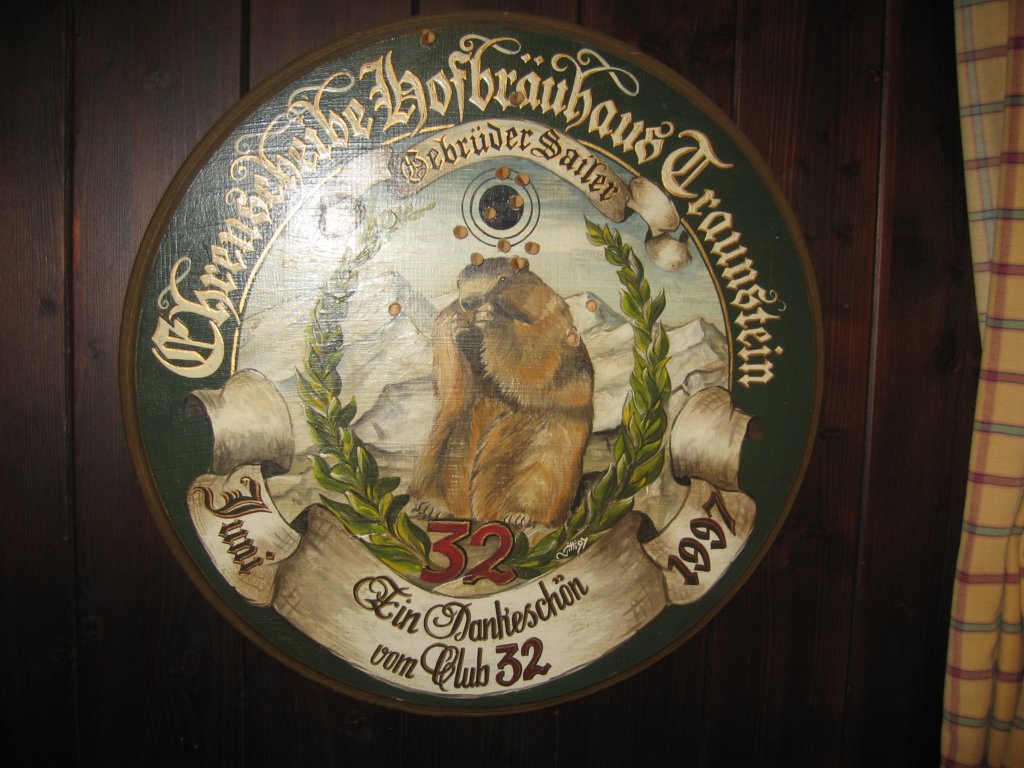 Ehrenscheibe Hofbräuhaus Traunstein
Gebrüder Sailer
32
Juni
1997
Ein Dankeschön
vom Club 32